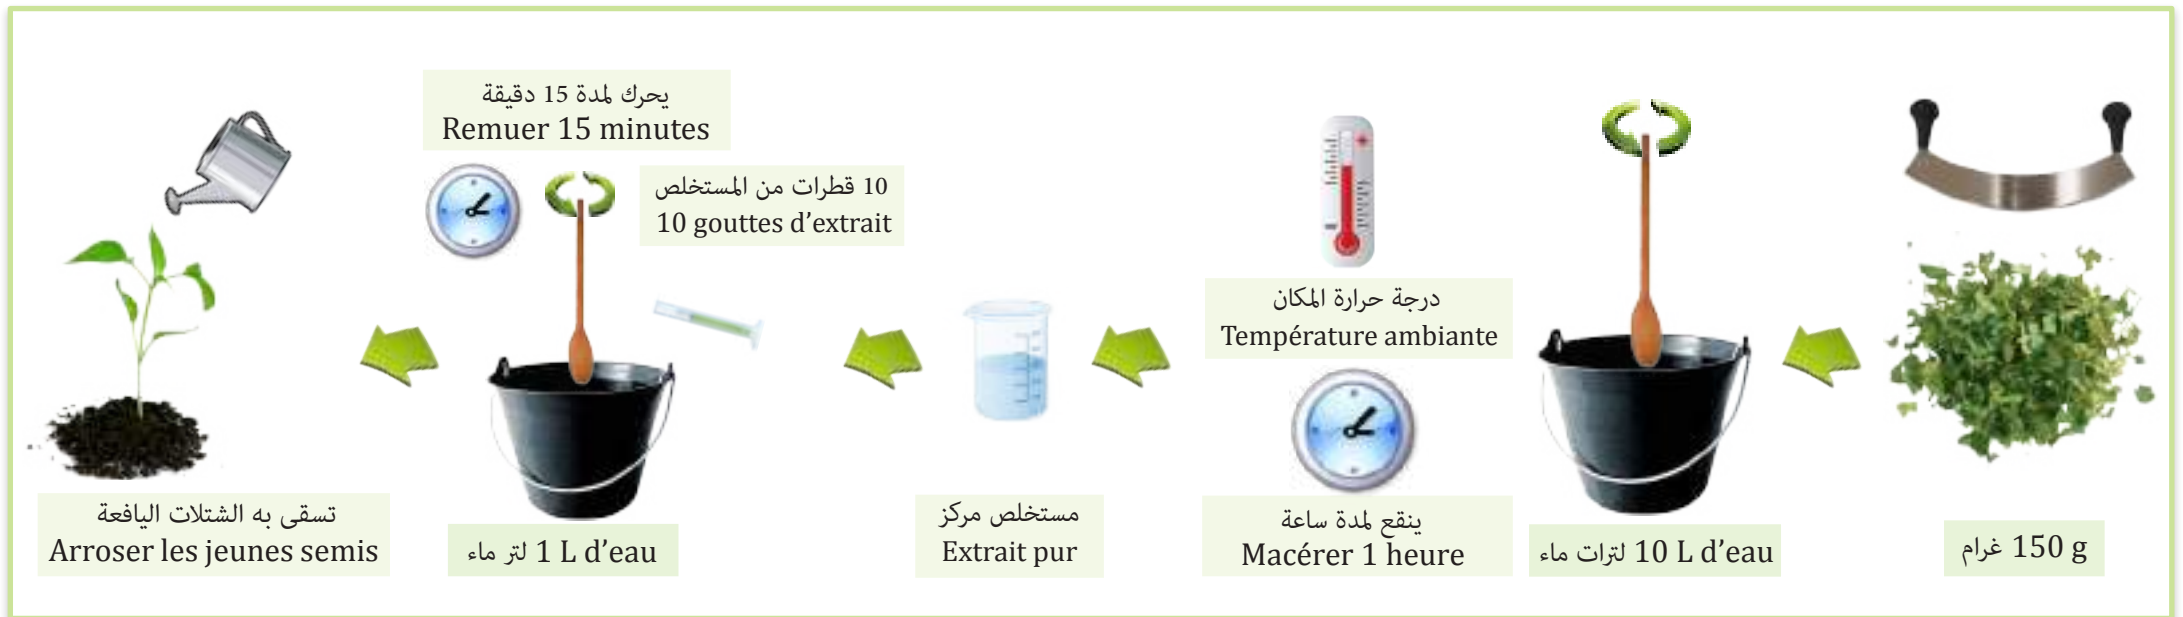 150 g غرام
10 L d’eau لترات ماء
درجة حرارة المكان
Température ambiante
ينقع لمدة ساعة
Macérer 1 heure
مستخلص مركز
Extrait pur
يحرك لمدة 15 دقيقة
Remuer 15 minutes
10 قطرات من المستخلص
10 gouttes d’extrait
1 L d’eau لتر ماء
تسقى به الشتلات اليافعة
Arroser les jeunes semis